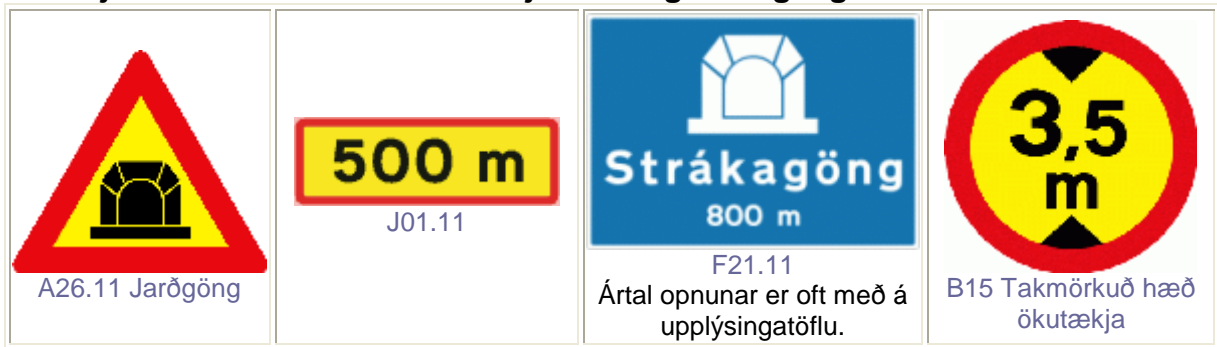 500 m
Strákagöng
800 m
3,5
m
A26.11 Jarðgöng
J01.11
F21.11
Ártal opnunar er oft með á
upplýsingatöflu.
B15 Takmörkuð hæð
ökutækja